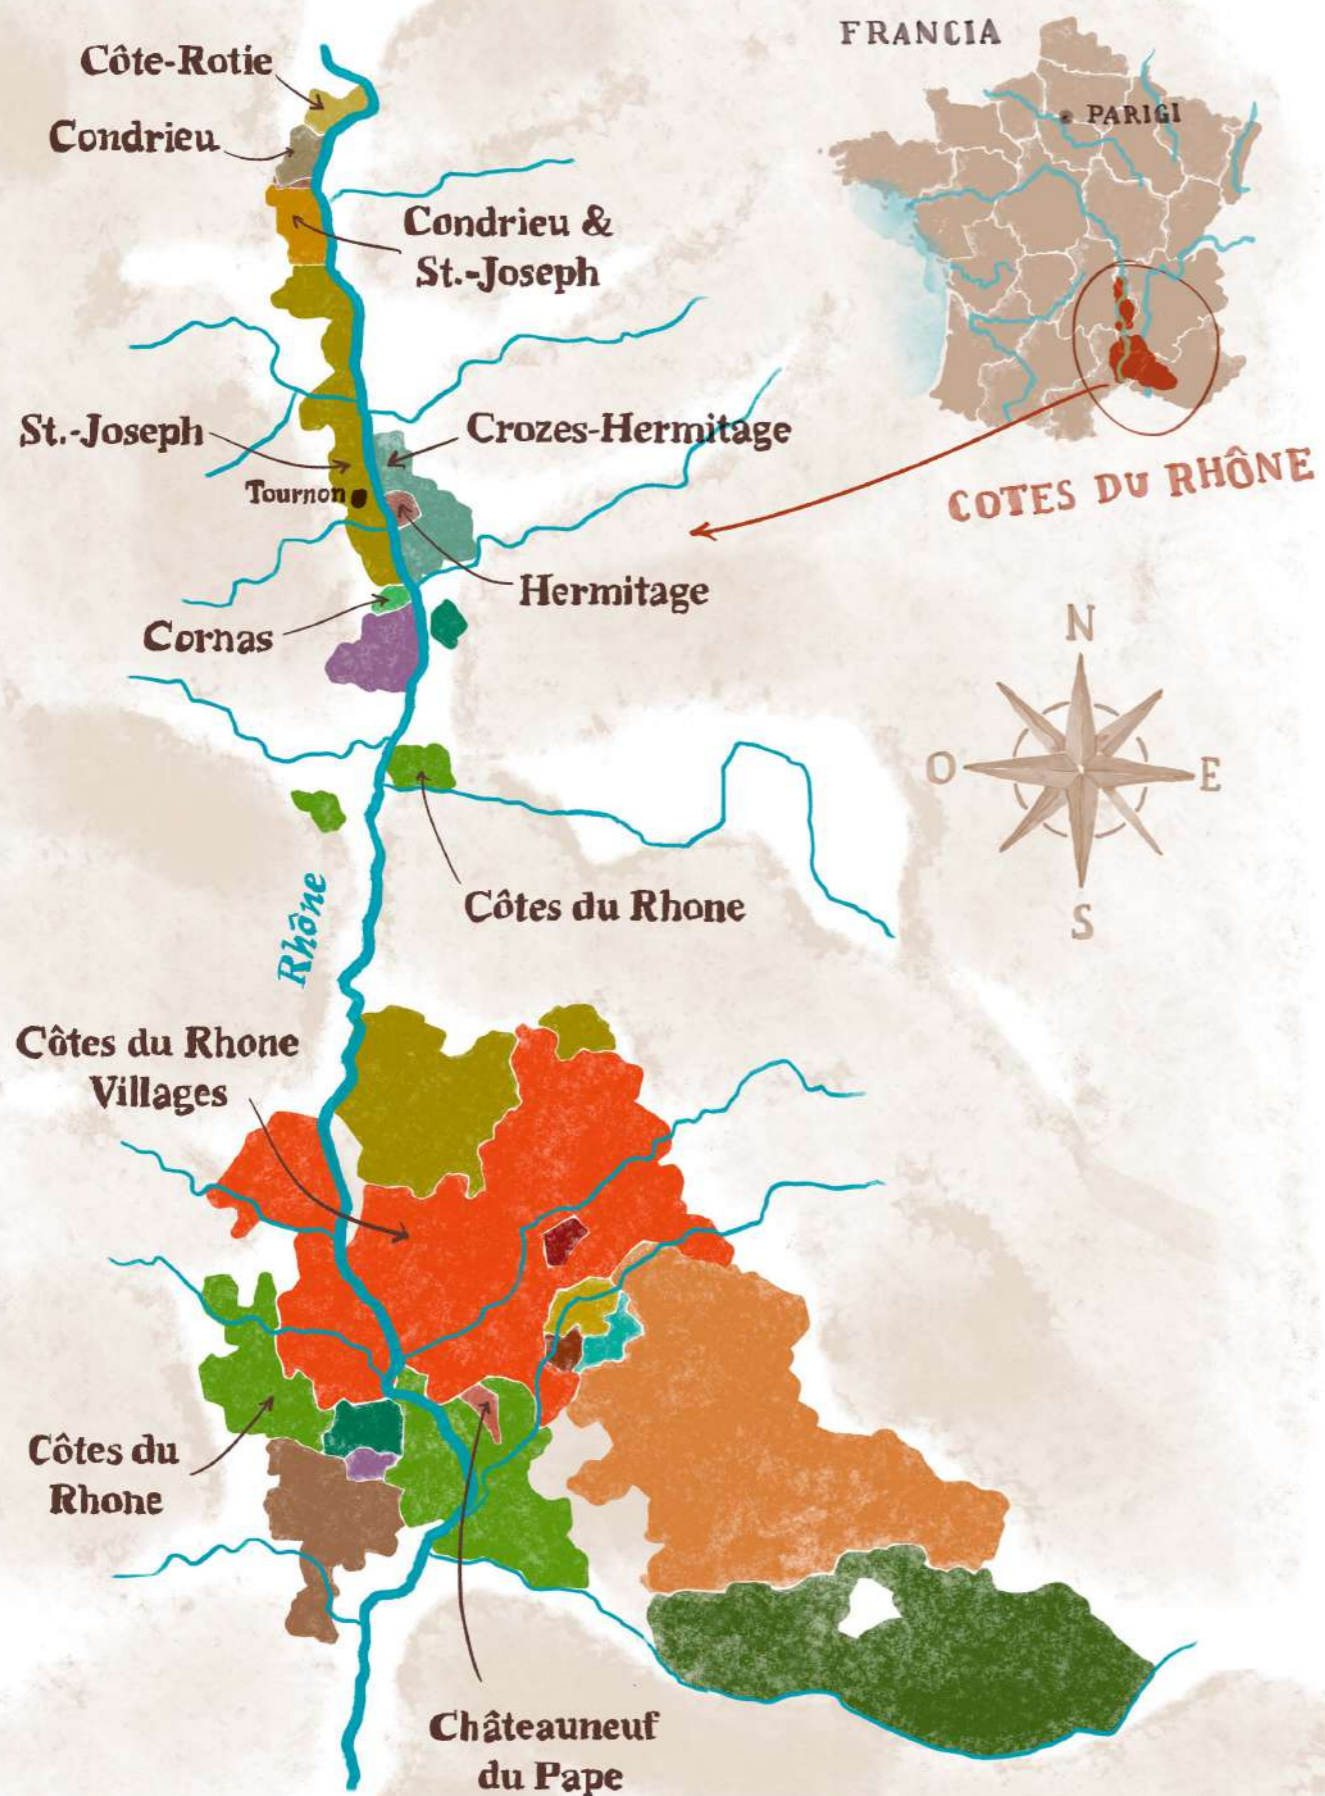 FRANCIA
PARIGI
Côte-Rotie
Condrieu
Condrieu &
St.-Joseph
St.-Joseph
Crozes-Hermitage
Tournon
COTES DU RHÔNE
Hermitage
Cornas
N
O
E
S
Côtes du Rhone
Rhône
Côtes du Rhone
Villages
Côtes du
Rhone
Châteauneuf
du Pape